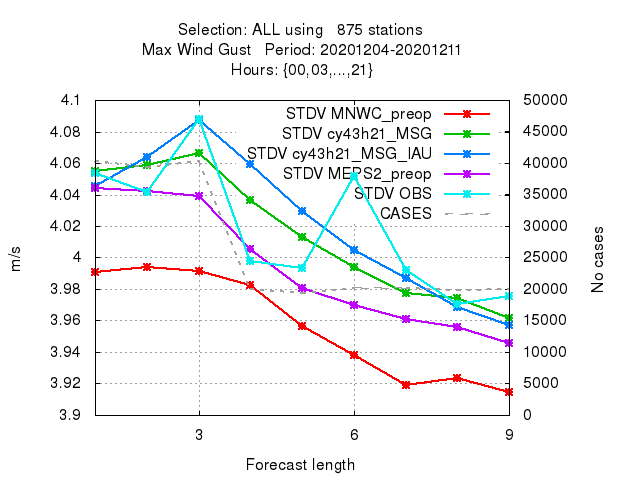 Selection: ALL using   875 stations
Max Wind Gust   Period: 20201204-20201211
Hours: {00,03,...,21}
STDV MNWC_preop
STDV cy43h21_MSG
STDV cy43h21_MSG_IAU
STDV MEPS2_preop
STDV OBS
CASES
4.1
4.08
4.06
4.04
4.02
4
3.98
3.96
3.94
3.92
3.9
m/s
50000
45000
40000
35000
30000
25000
20000
15000
10000
5000
0
No cases
3
6
9
Forecast length